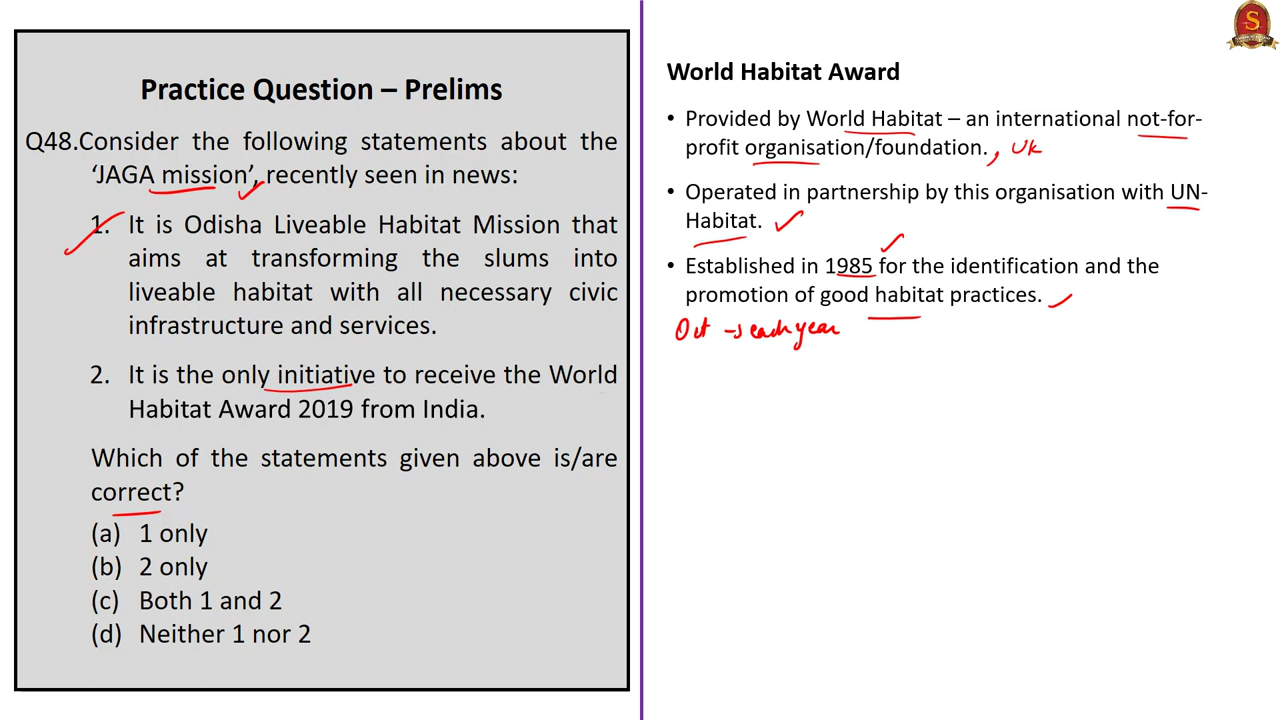 Practice Question – Prelims
Q48.Consider the following statements about the
‘JAGA mission’, recently seen in news:
1. It is Odisha Liveable Habitat Mission that
aims at transforming the slums into
liveable habitat with all necessary civic
infrastructure and services.
2. It is the only initiative to receive the World
Habitat Award 2019 from India.
Which of the statements given above is/are
correct?
(a) 1 only
(b) 2 only
(c) Both 1 and 2
(d) Neither 1 nor 2
S
World Habitat Award
• Provided by World Habitat – an international not-for-
profit organisation/foundation. , UK
• Operated in partnership by this organisation with UN-
Habitat.
• Established in 1985 for the identification and the
promotion of good habitat practices.
Oct → each year